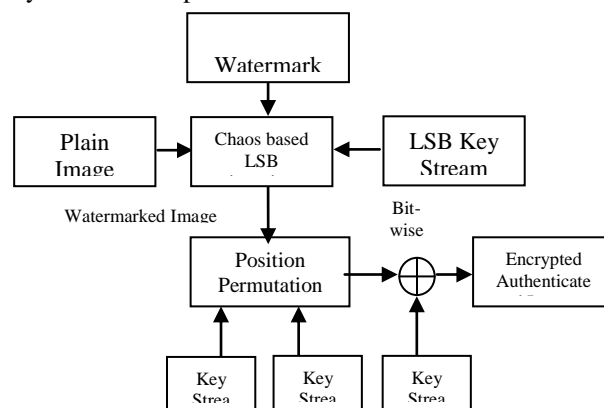 Watermark
Plain
Image
Chaos based
LSB
LSB Key
Stream
Watermarked Image
Bit-
wise
Position
Permutation
Encrypted
Authenticate
Key
Strea
Key
Strea
Key
Strea